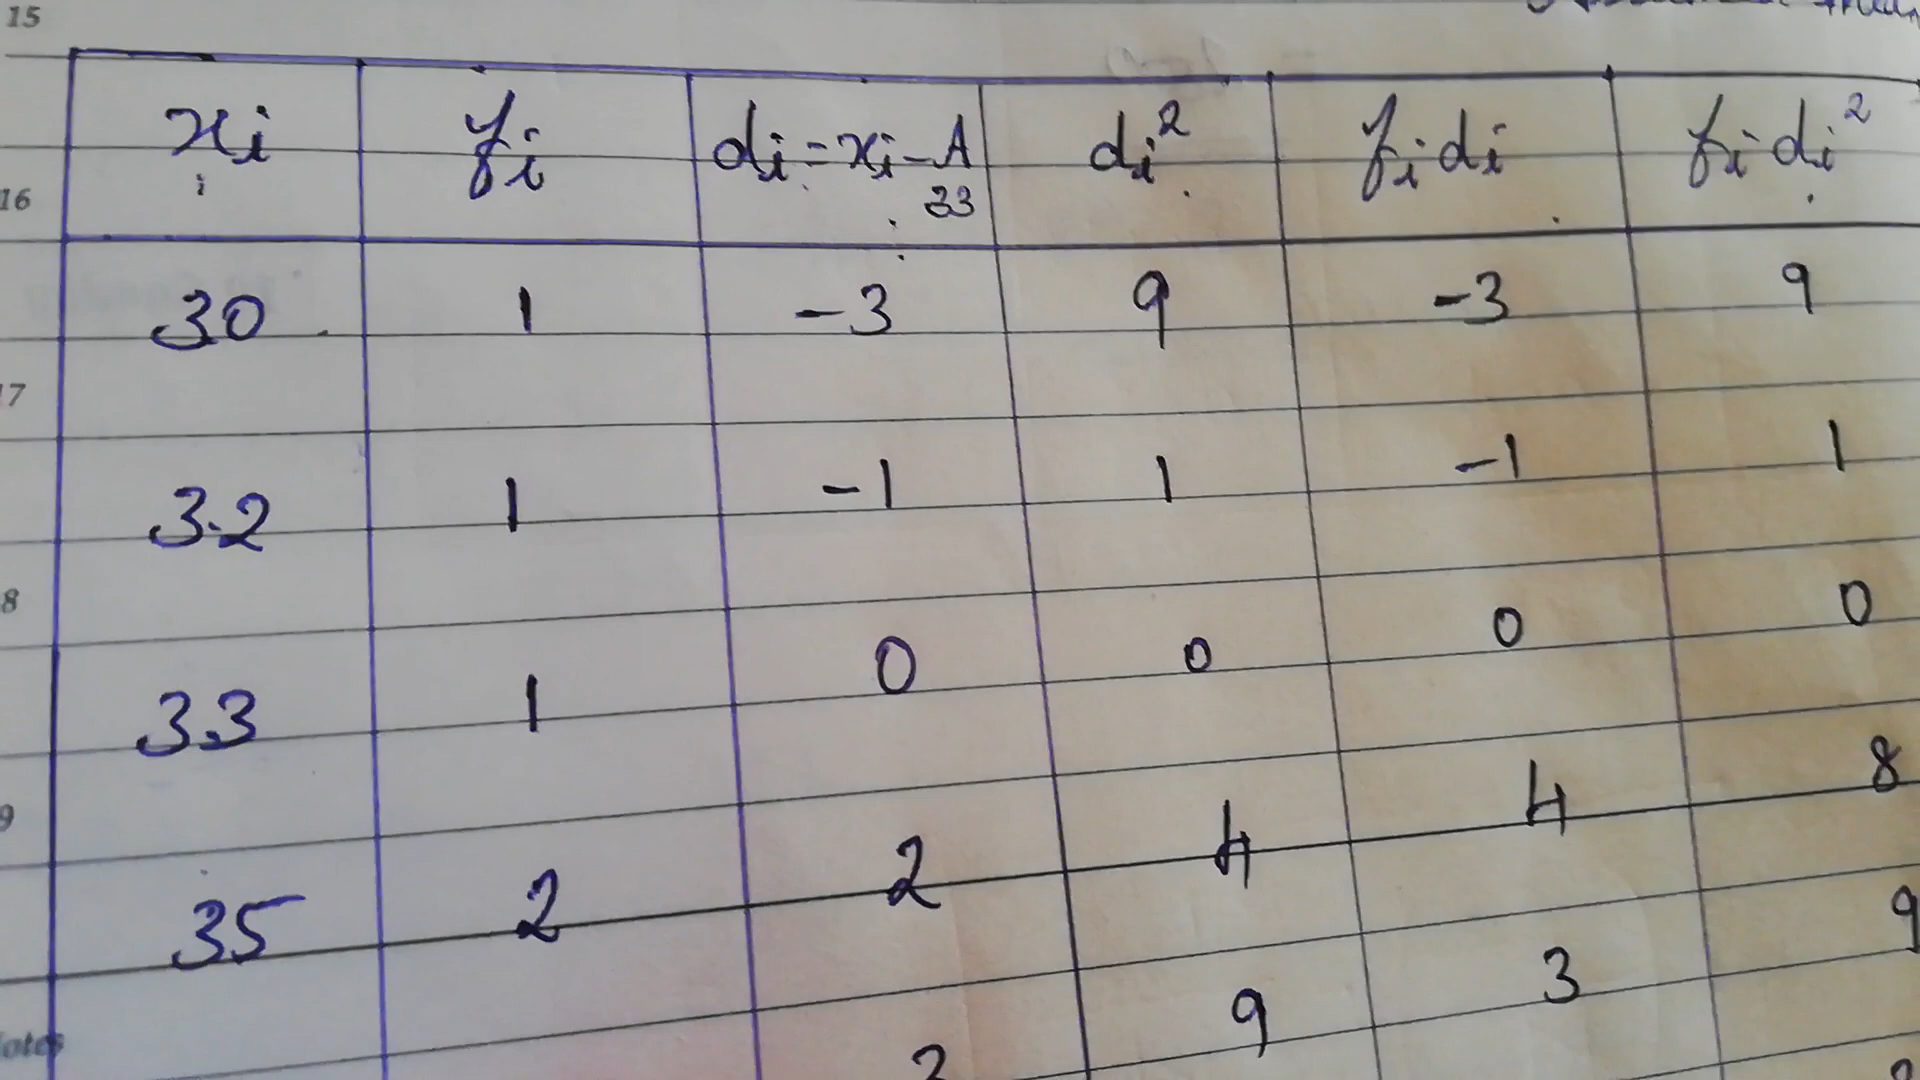 15
xi fi di = xi - A di² fidi fidi²
16
33
30 1 -3 9 -3 9
17
32 1 -1 1 -1 1
8
33 1 0 0 0 0
9
35 2 2 4 4 8
9 3 9
otes